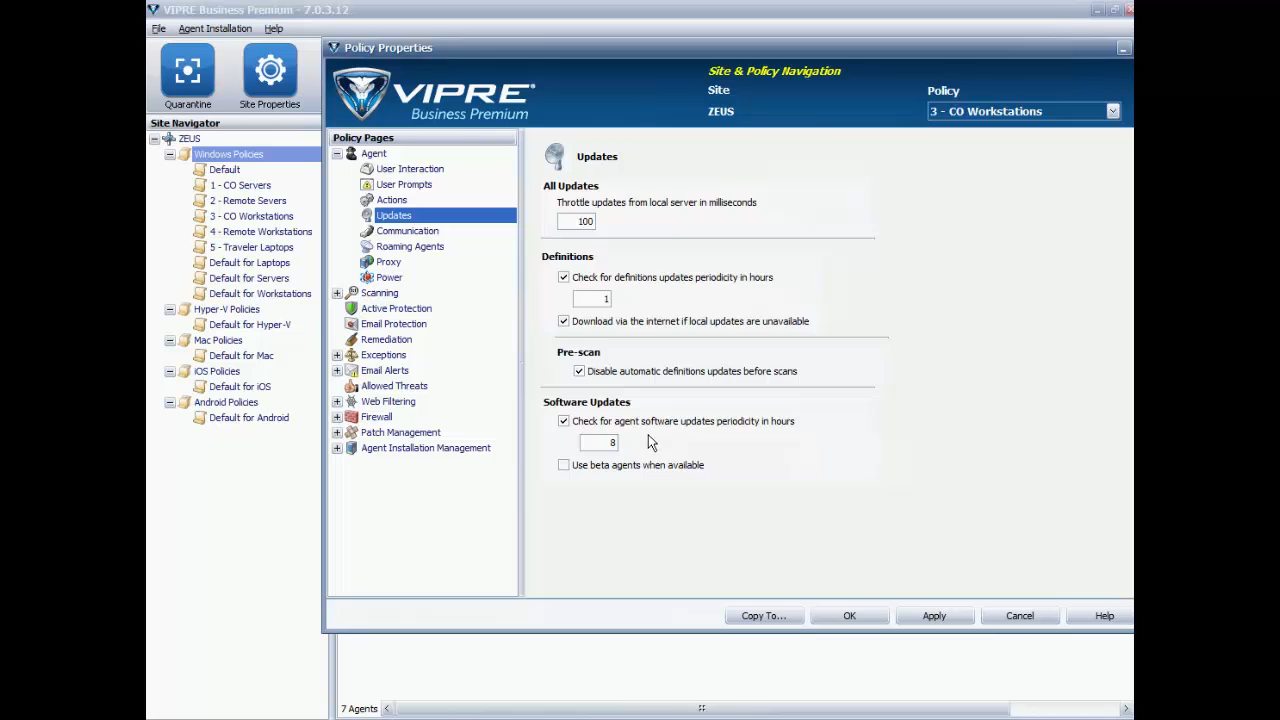 VIPRE Business Premium - 7.0.3.12
File Agent Installation Help
Quarantine
Site Properties
Site Navigator
ZEUS
Windows Policies
Default
1 - CO Servers
2 - Remote Severs
3 - CO Workstations
4 - Remote Workstations
5 - Traveler Laptops
Default for Laptops
Default for Servers
Default for Workstations
Hyper-V Policies
Default for Hyper-V
Mac Policies
Default for Mac
iOS Policies
Default for iOS
Android Policies
Default for Android
Policy Properties
VIPRE
Business Premium
Site & Policy Navigation
Site
ZEUS
Policy
3 - CO Workstations
Policy Pages
Agent
User Interaction
User Prompts
Actions
Updates
Communication
Roaming Agents
Proxy
Power
Scanning
Active Protection
Email Protection
Remediation
Exceptions
Email Alerts
Allowed Threats
Web Filtering
Firewall
Patch Management
Agent Installation Management
Updates
All Updates
Throttle updates from local server in milliseconds
100
Definitions
Check for definitions updates periodicity in hours
1
Download via the internet if local updates are unavailable
Pre-scan
Disable automatic definitions updates before scans
Software Updates
Check for agent software updates periodicity in hours
8
Use beta agents when available
Copy To... OK Apply Cancel Help
7 Agents